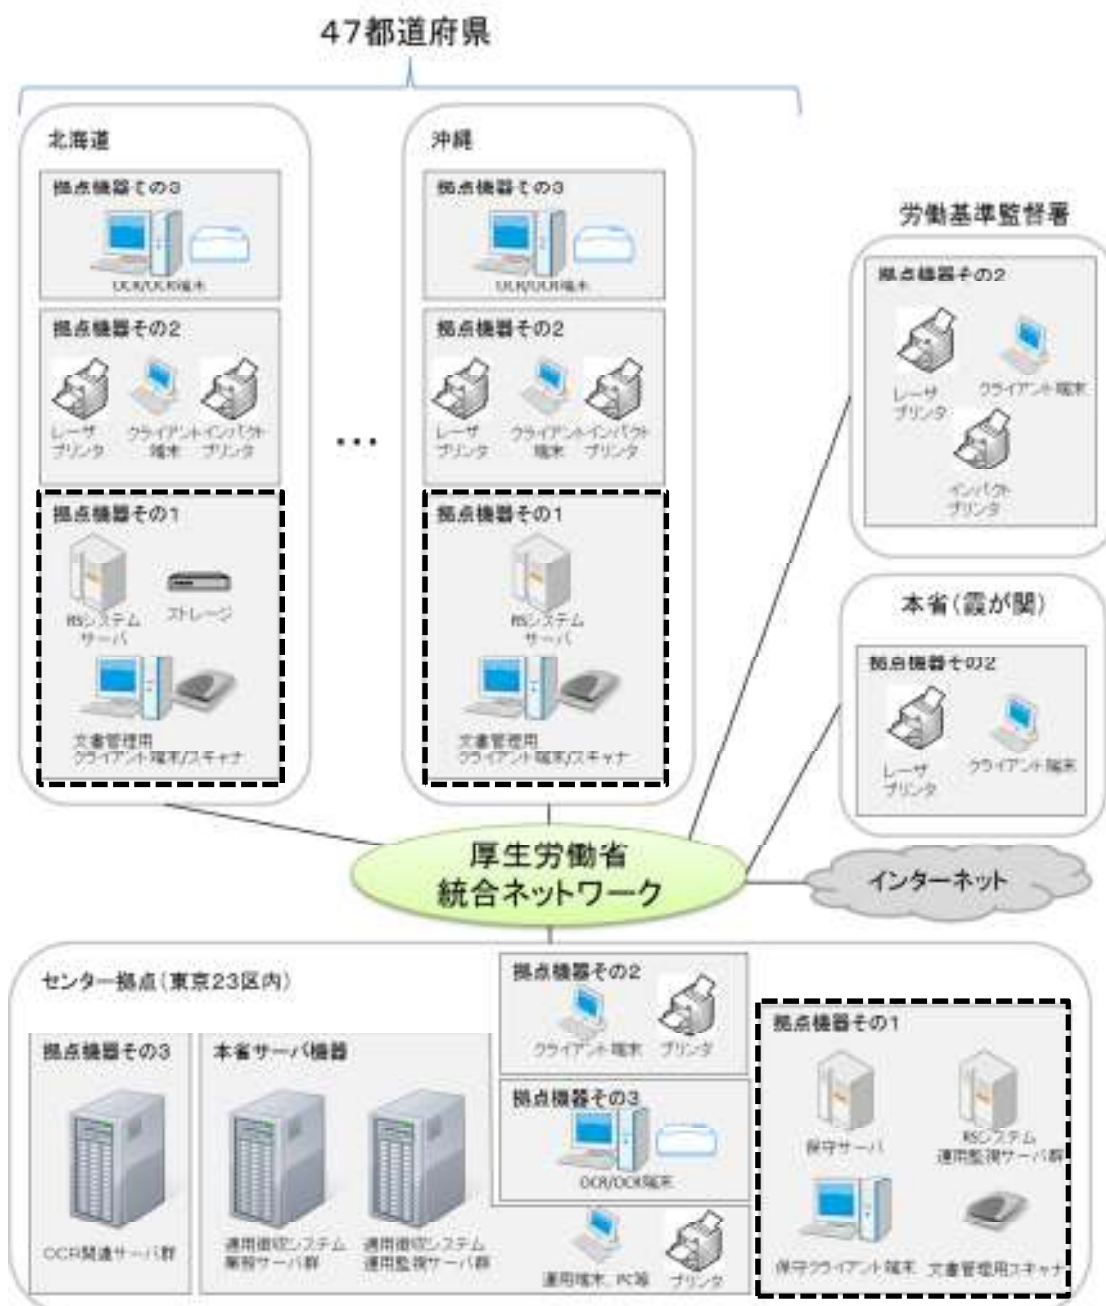 47都道府県
北海道
拠点機器その3
OCR/OCR端末
拠点機器その2
レーザ
プリンタ
クライアント
端末
インパクト
プリンタ
拠点機器その1
RSシステム
サーバ
ストレージ
文書管理用
クライアント端末/スキャナ
…
沖縄
拠点機器その3
OCR/OCR端末
拠点機器その2
レーザ
プリンタ
クライアント
端末
インパクト
プリンタ
拠点機器その1
RSシステム
サーバ
文書管理用
クライアント端末/スキャナ
労働基準監督署
拠点機器その2
レーザ
プリンタ
クライアント端末
インパクト
プリンタ
本省(霞が関)
拠点機器その2
レーザ
プリンタ
クライアント端末
厚生労働省
統合ネットワーク
インターネット
センター拠点(東京23区内)
拠点機器その3
OCR関連サーバ群
本省サーバ機器
適用徴収システム
業務サーバ群
適用徴収システム
運用監視サーバ群
拠点機器その2
クライアント端末
プリンタ
拠点機器その3
OCR/OCR端末
運用端末、PC等
プリンタ
拠点機器その1
保守サーバ
RSシステム
運用監視サーバ群
保守クライアント端末
文書管理用スキャナ